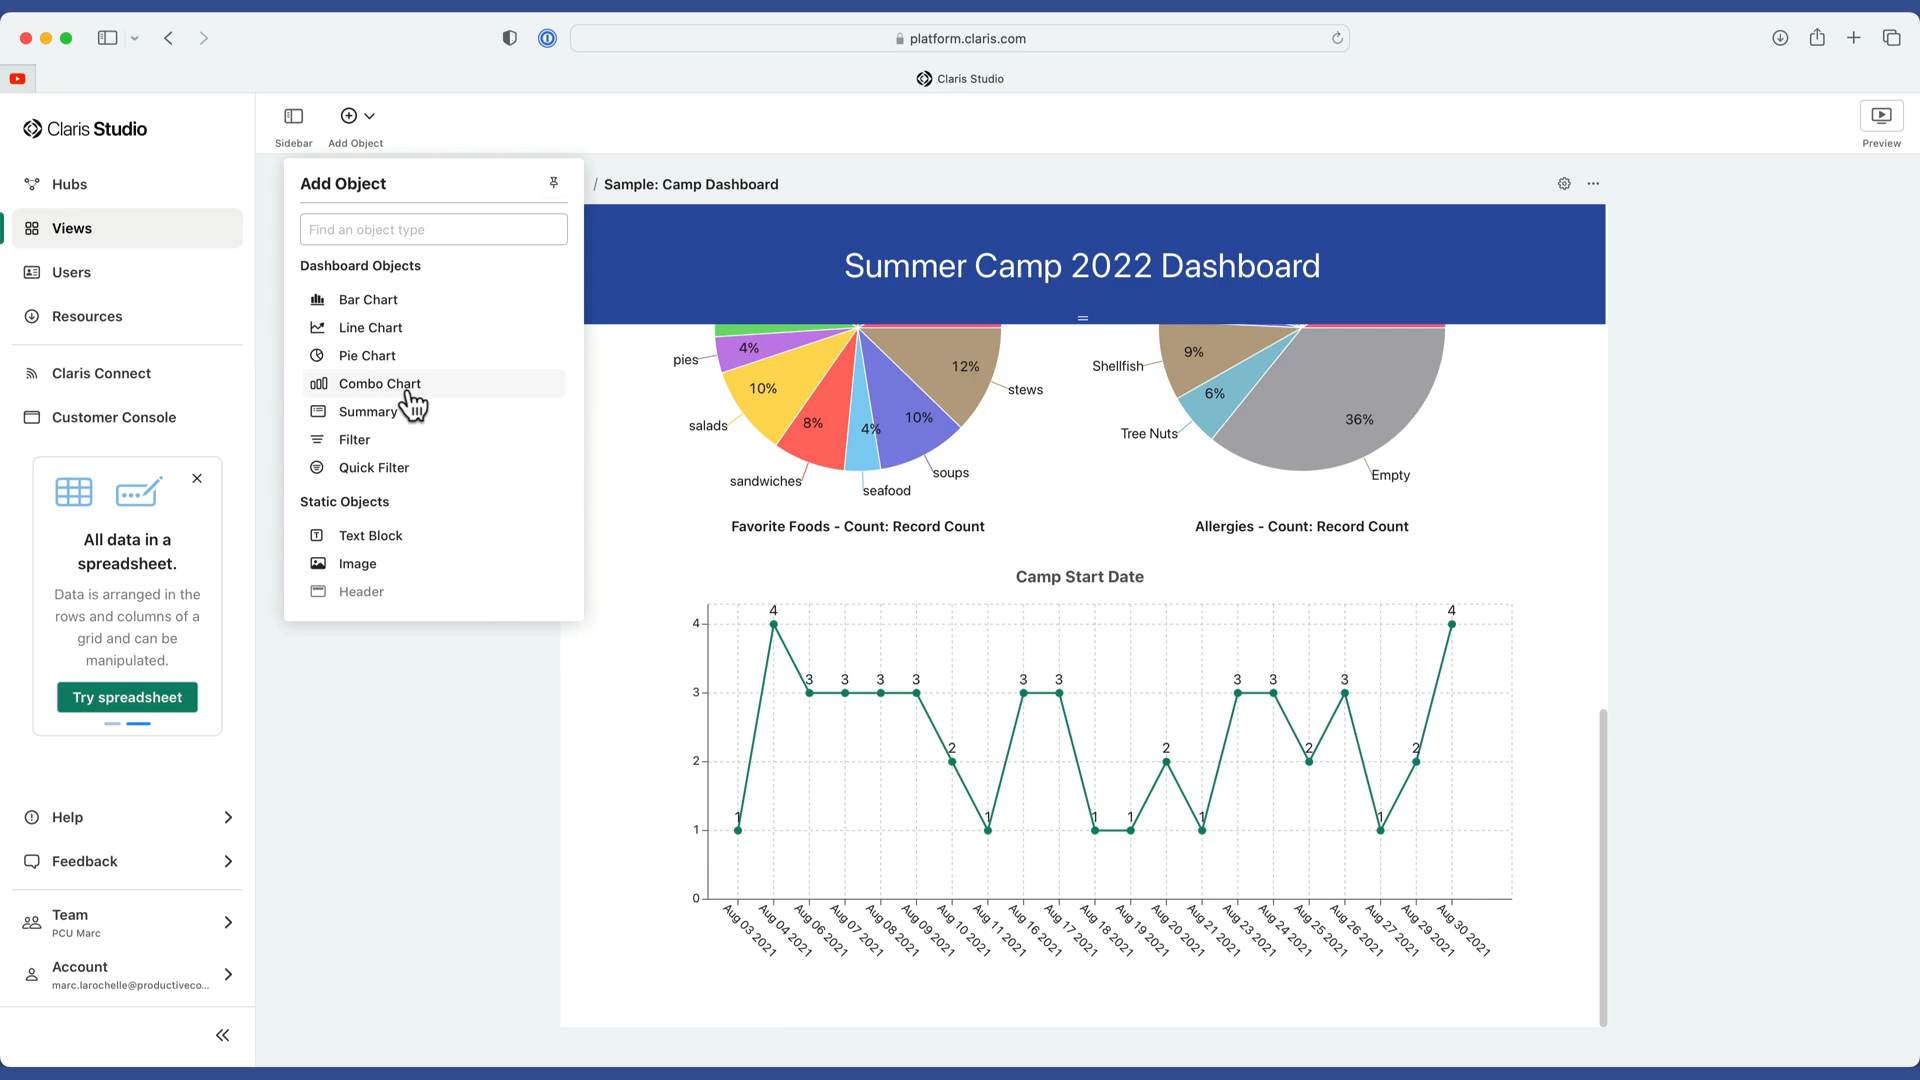 platform.claris.com
Claris Studio
Claris Studio
Sidebar
Add Object
Preview
Hubs
Views
Users
Resources
Claris Connect
Customer Console
All data in a
spreadsheet.
Data is arranged in the
rows and columns of a
grid and can be
manipulated.
Try spreadsheet
Help
Feedback
Team
PCU Marc
Account
marc.larochelle@productiveco...
Add Object
Find an object type
Dashboard Objects
Bar Chart
Line Chart
Pie Chart
Combo Chart
Summary
Filter
Quick Filter
Static Objects
Text Block
Image
Header
/ Sample: Camp Dashboard
Summer Camp 2022 Dashboard
pies
4%
10%
salads
8%
sandwiches
4%
seafood
10%
soups
12%
stews
Favorite Foods - Count: Record Count
Shellfish
9%
6%
Tree Nuts
36%
Empty
Allergies - Count: Record Count
Camp Start Date
4
3
2
1
0
1
4
3
3
3
3
2
1
3
3
1
1
2
1
3
3
2
3
1
2
4
Aug 03 2021
Aug 04 2021
Aug 06 2021
Aug 07 2021
Aug 08 2021
Aug 09 2021
Aug 10 2021
Aug 11 2021
Aug 16 2021
Aug 17 2021
Aug 18 2021
Aug 19 2021
Aug 20 2021
Aug 21 2021
Aug 23 2021
Aug 24 2021
Aug 25 2021
Aug 26 2021
Aug 27 2021
Aug 29 2021
Aug 30 2021